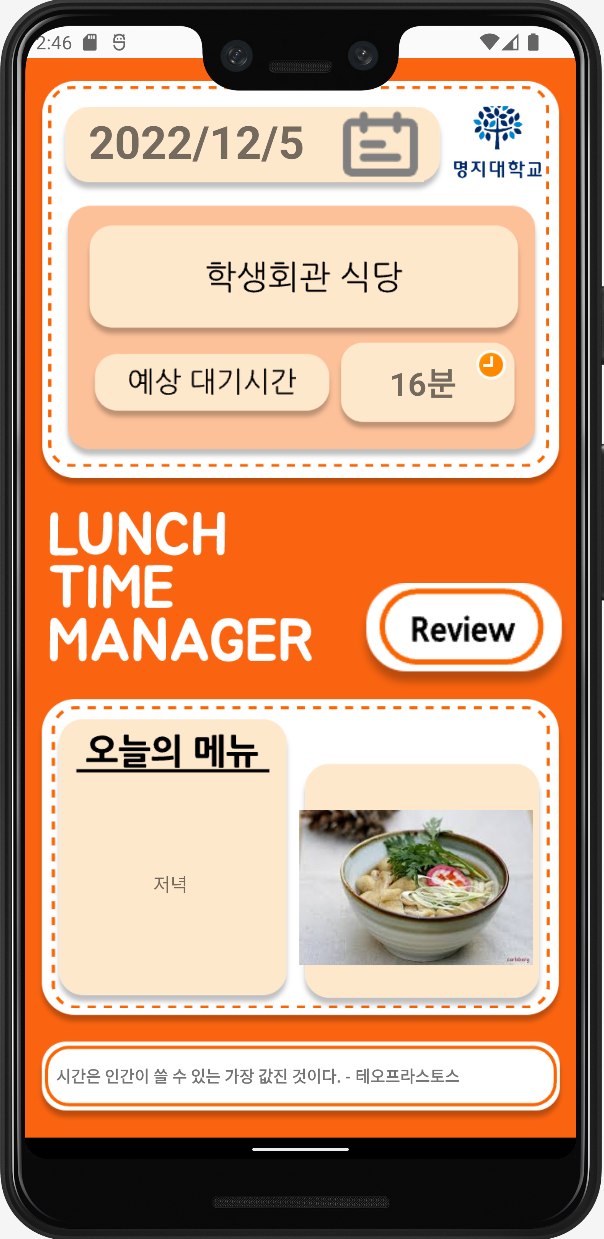 2:46
2022/12/5
명지대학교
학생회관 식당
예상 대기시간
16분
LUNCH
TIME
MANAGER
Review
오늘의 메뉴
저녁
시간은 인간이 쓸 수 있는 가장 값진 것이다. - 테오프라스토스